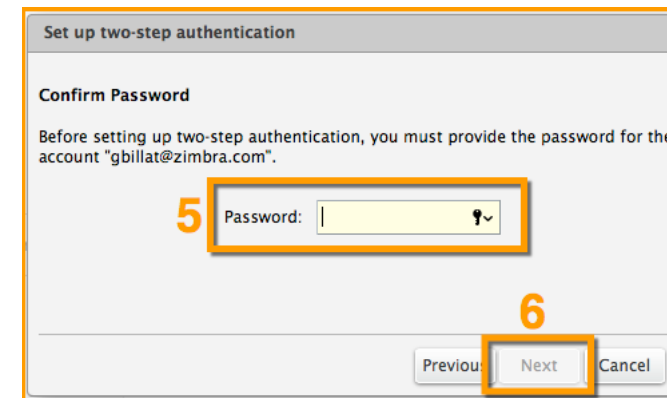 Set up two-step authentication
Confirm Password
Before setting up two-step authentication, you must provide the password for the
account "gbillat@zimbra.com".
5
Password:
6
Previous Next Cancel